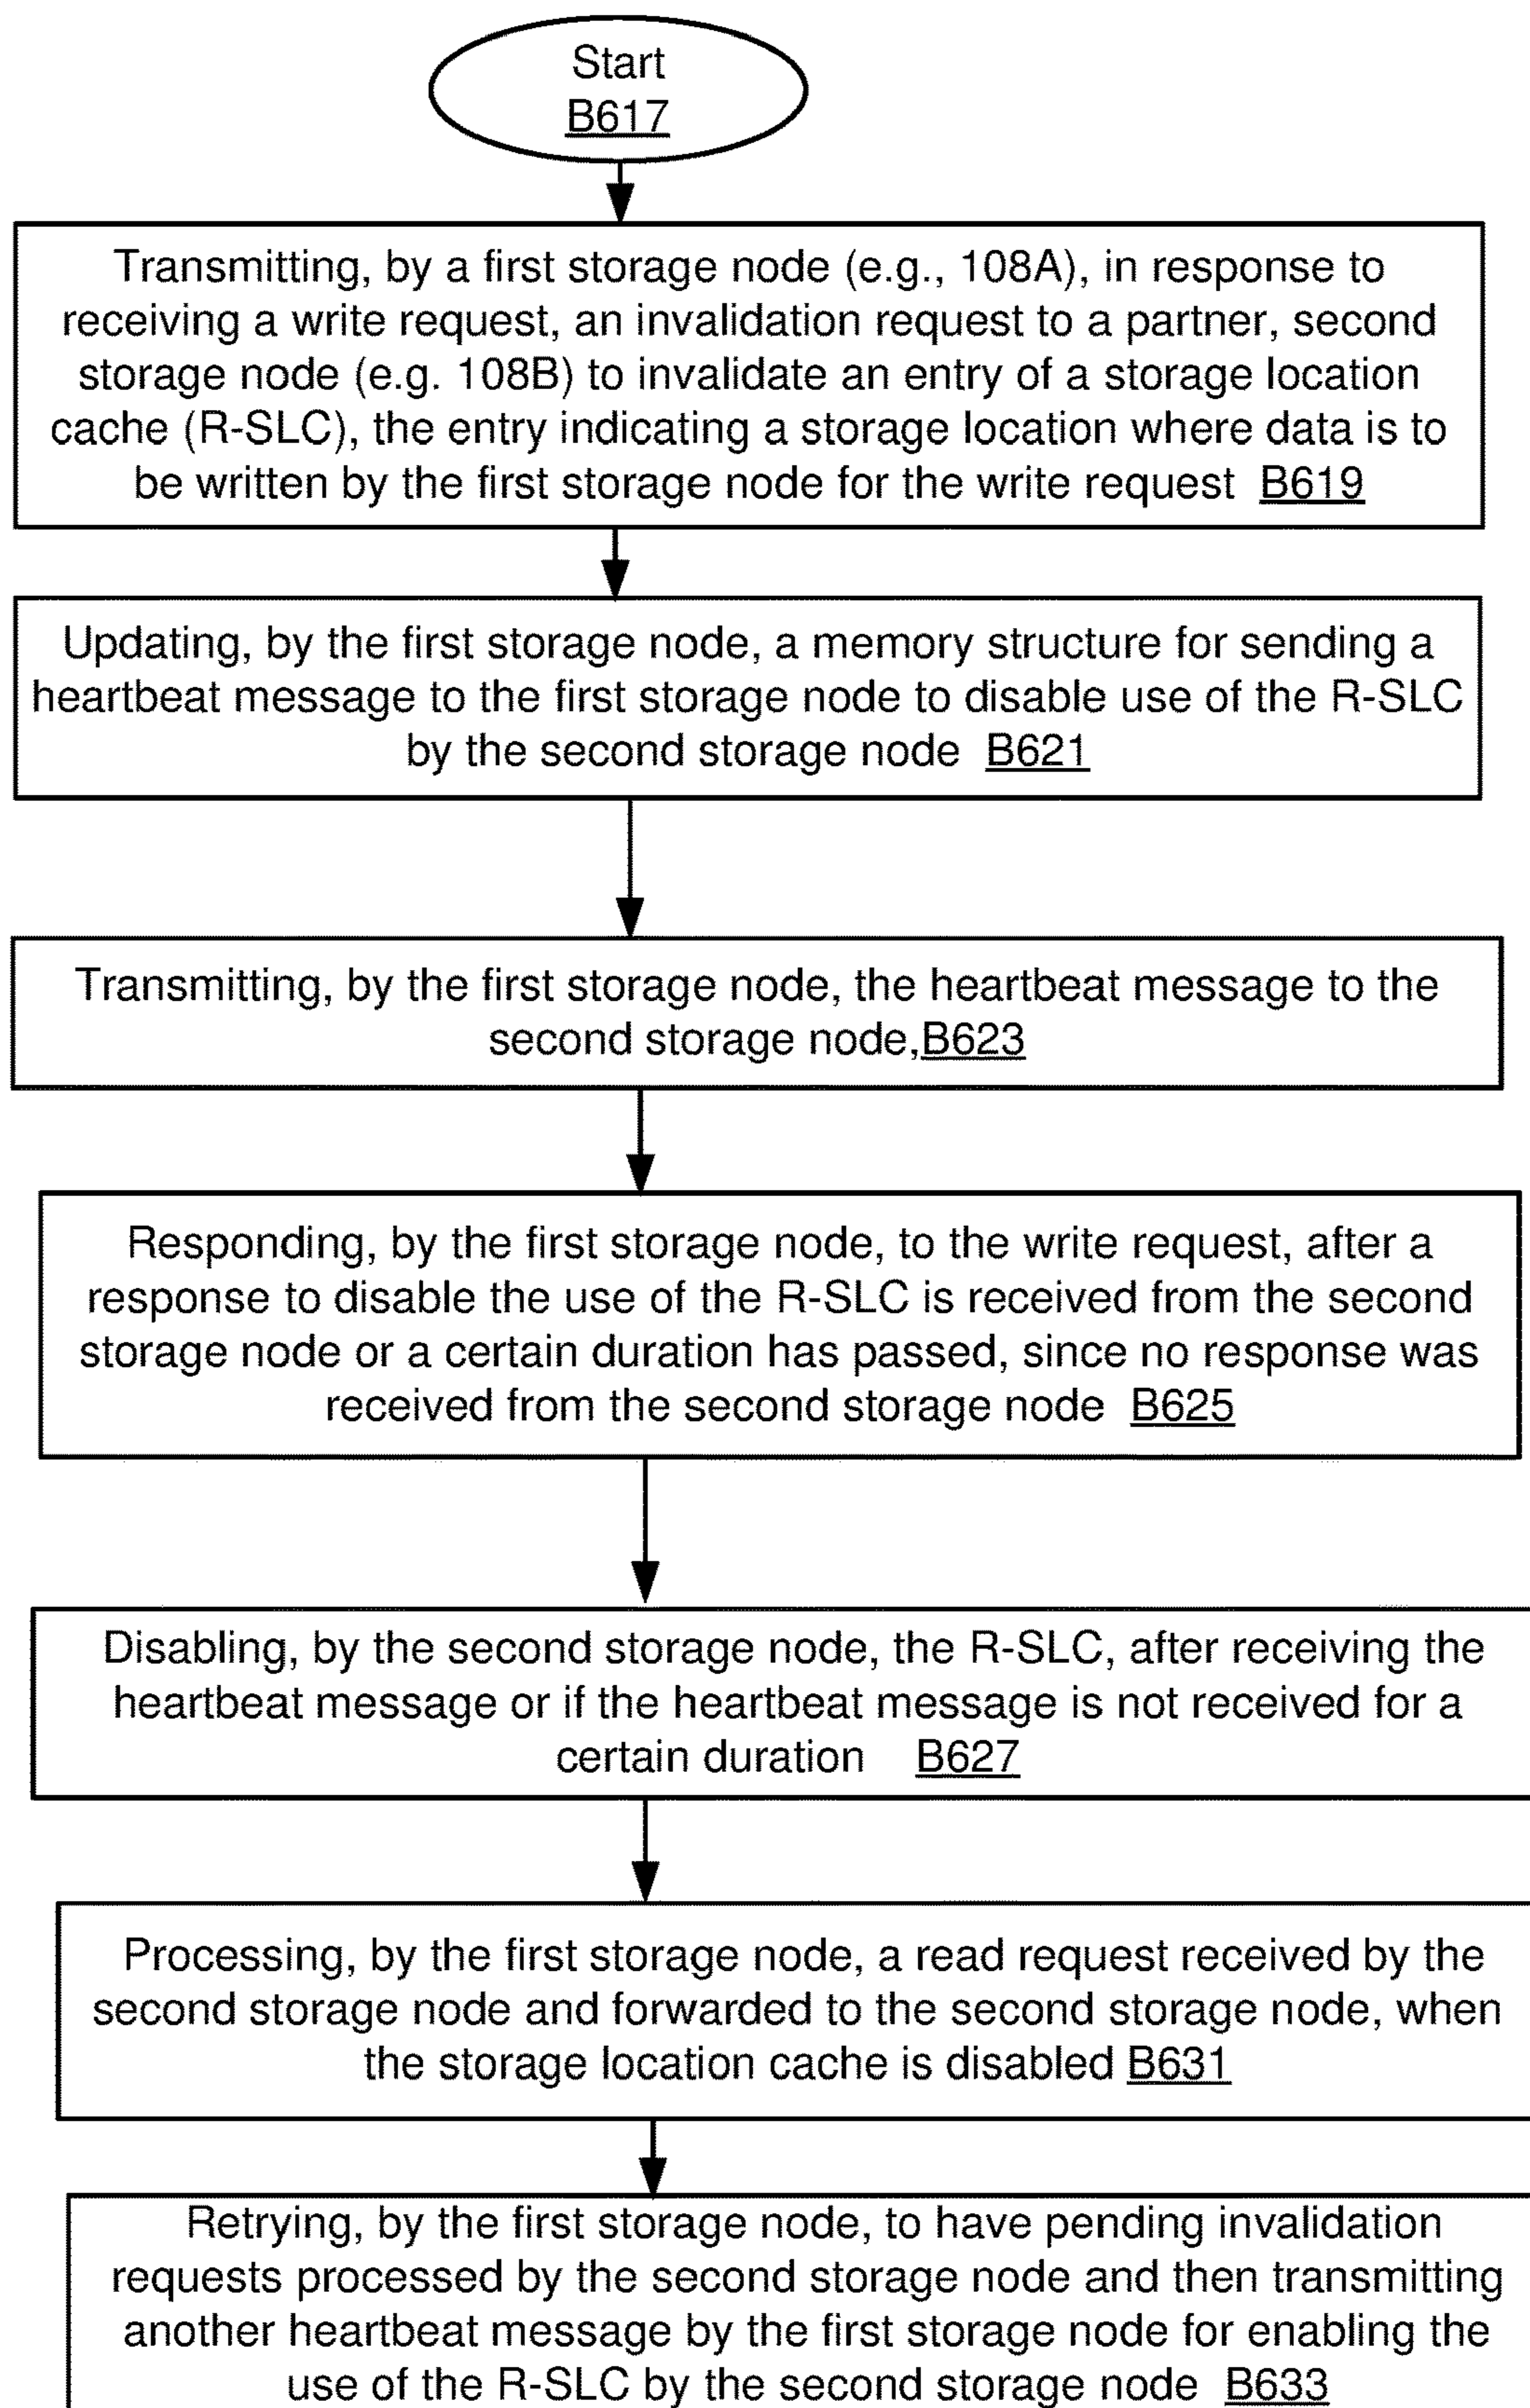 Start
B617
Transmitting, by a first storage node (e.g., 108A), in response to
receiving a write request, an invalidation request to a partner, second
storage node (e.g. 108B) to invalidate an entry of a storage location
cache (R-SLC), the entry indicating a storage location where data is to
be written by the first storage node for the write request B619
Updating, by the first storage node, a memory structure for sending a
heartbeat message to the first storage node to disable use of the R-SLC
by the second storage node B621
Transmitting, by the first storage node, the heartbeat message to the
second storage node,B623
Responding, by the first storage node, to the write request, after a
response to disable the use of the R-SLC is received from the second
storage node or a certain duration has passed, since no response was
received from the second storage node B625
Disabling, by the second storage node, the R-SLC, after receiving the
heartbeat message or if the heartbeat message is not received for a
certain duration B627
Processing, by the first storage node, a read request received by the
second storage node and forwarded to the second storage node, when
the storage location cache is disabled B631
Retrying, by the first storage node, to have pending invalidation
requests processed by the second storage node and then transmitting
another heartbeat message by the first storage node for enabling the
use of the R-SLC by the second storage node B633